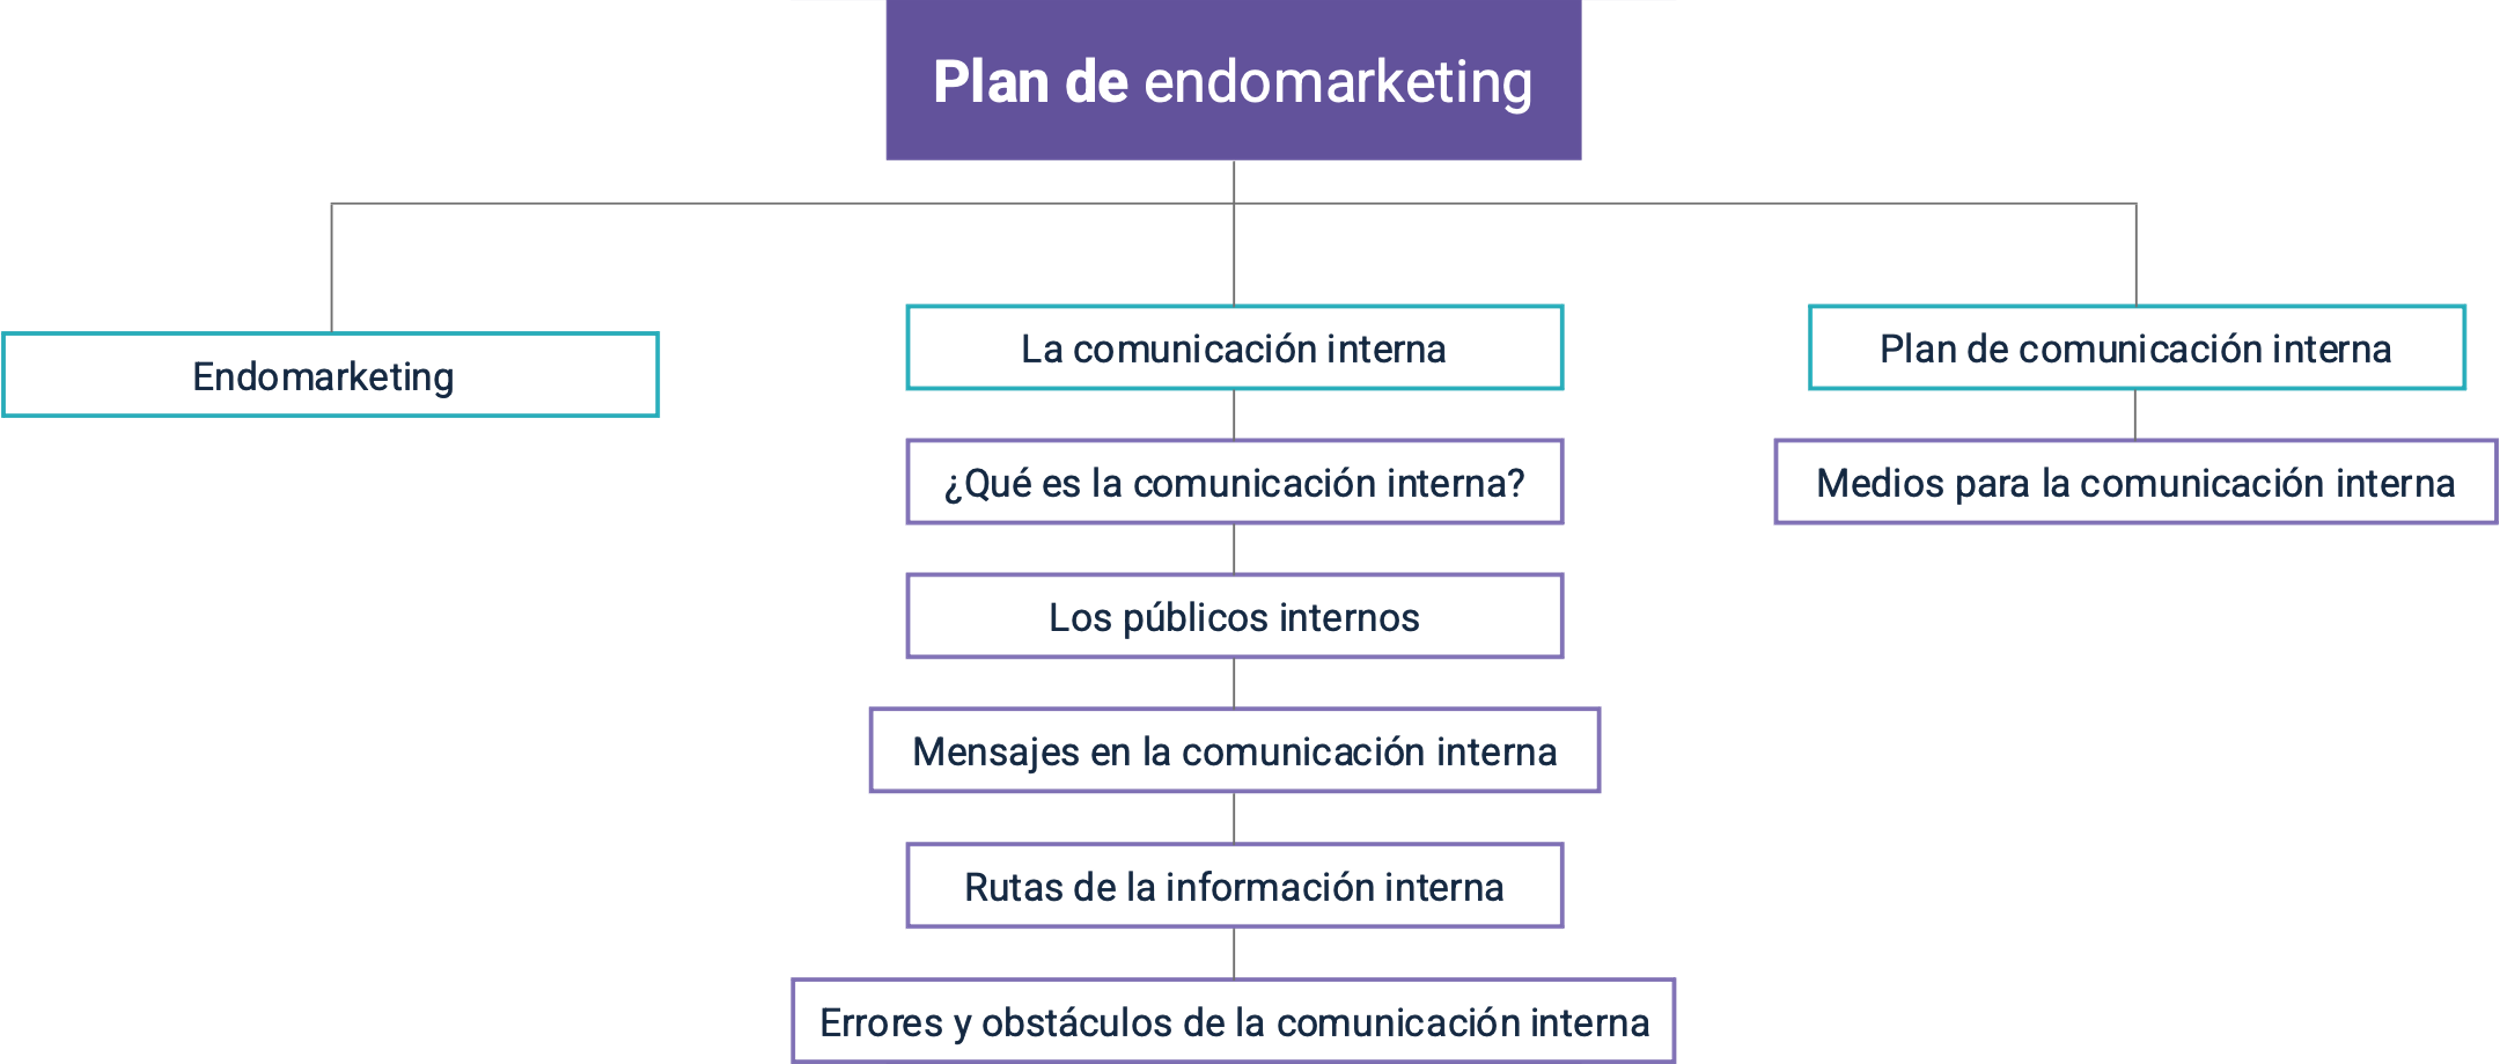 Plan de endomarketing
Endomarketing
La comunicación interna
¿Qué es la comunicación interna?
Los públicos internos
Mensajes en la comunicación interna
Rutas de la información interna
Errores y obstáculos de la comunicación interna
Plan de comunicación interna
Medios para la comunicación interna